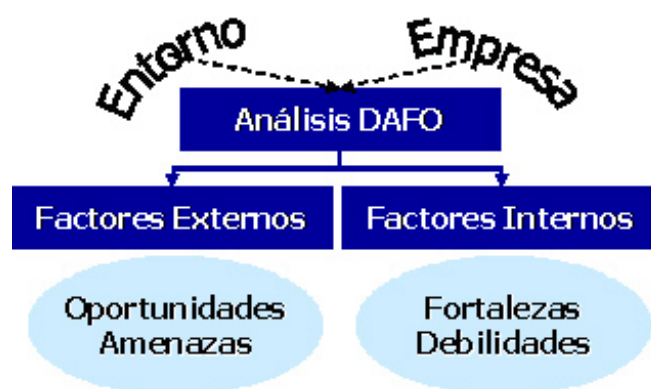 Entorno
Empresa
Análisis DAFO
Factores Externos
Factores Internos
Oportunidades
Amenazas
Fortalezas
Debilidades